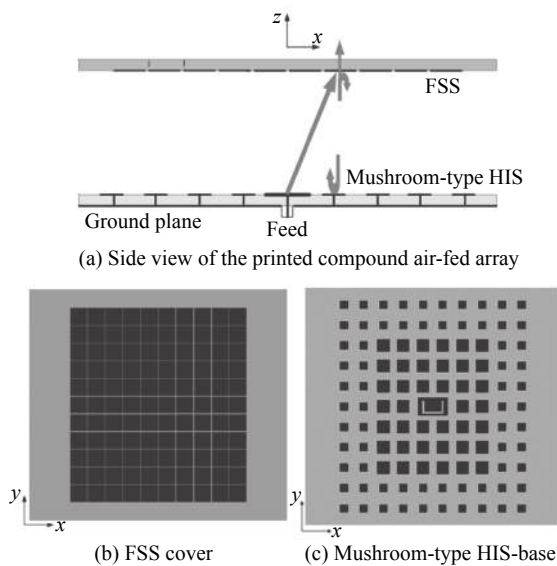 z
x
FSS
Mushroom-type HIS
Ground plane
Feed
(a) Side view of the printed compound air-fed array
y
x
y
x
(b) FSS cover
(c) Mushroom-type HIS-base